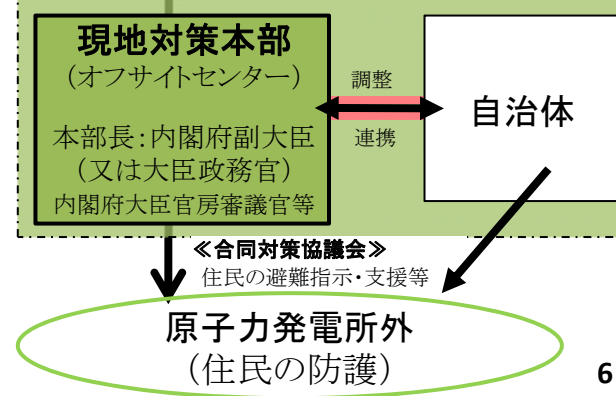 現地対策本部
（オフサイトセンター）
本部長：内閣府副大臣
（又は大臣政務官）
内閣府大臣官房審議官等
調整
連携
自治体
≪合同対策協議会≫
住民の避難指示・支援等
原子力発電所外
（住民の防護）
6